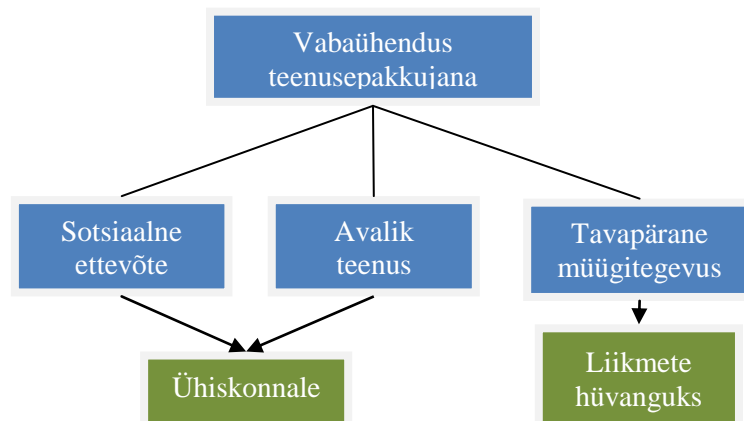 Vabaühendus
teenusepakkujana
Sotsiaalne
ettevõte
Avalik
teenus
Tavapärane
müügitegevus
Ühiskonnale
Liikmete
hüvanguks